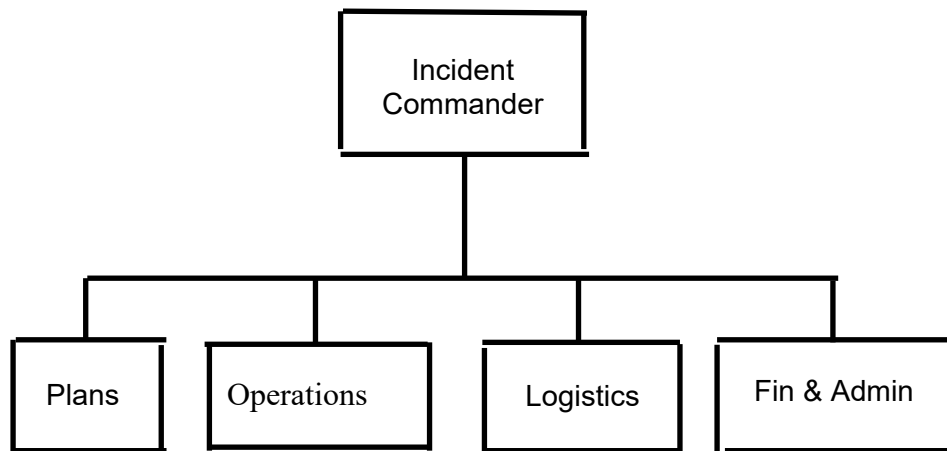 Incident
Commander
Plans
Operations
Logistics
Fin & Admin